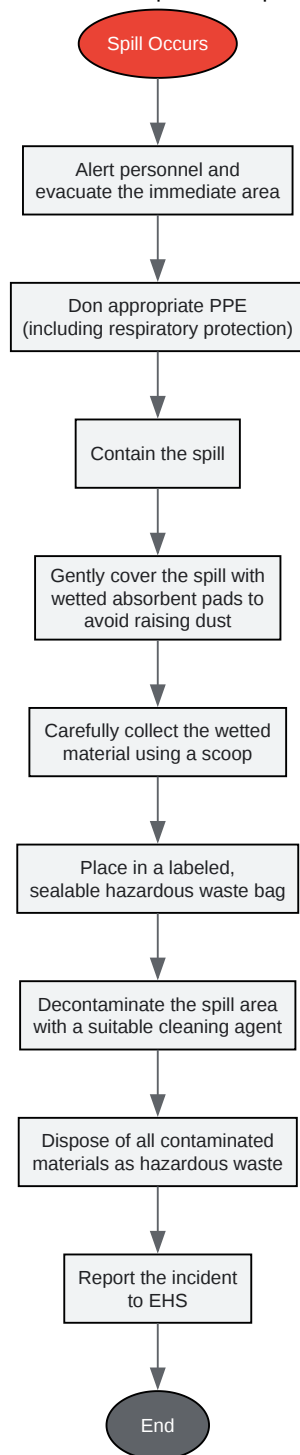 Spill Occurs
Alert personnel and
evacuate the immediate area
Don appropriate PPE
(including respiratory protection)
Contain the spill
Gently cover the spill with
wetted absorbent pads to
avoid raising dust
Carefully collect the wetted
material using a scoop
Place in a labeled,
sealable hazardous waste bag
Decontaminate the spill area
with a suitable cleaning agent
Dispose of all contaminated
materials as hazardous waste
Report the incident
to EHS
End